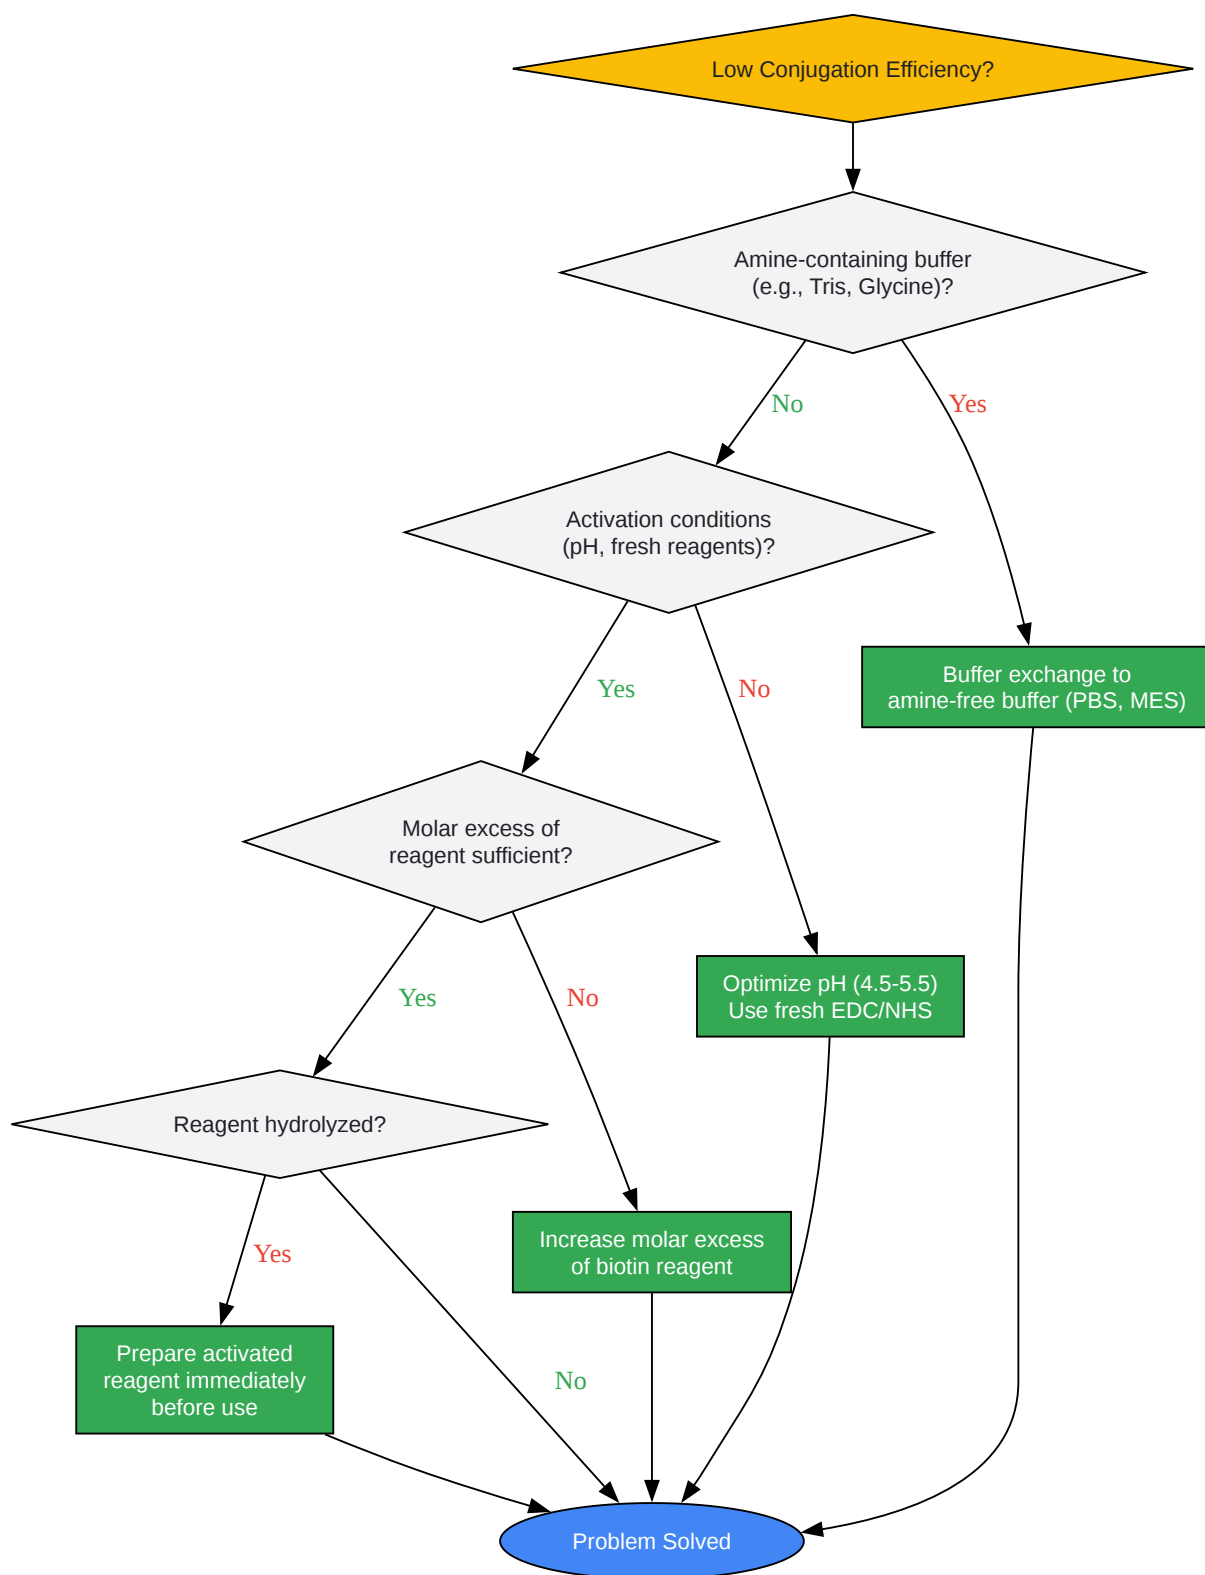 Low Conjugation Efficiency?
Amine-containing buffer
(e.g., Tris, Glycine)?
No
Yes
Activation conditions
(pH, fresh reagents)?
Yes
No
Buffer exchange to
amine-free buffer (PBS, MES)
Molar excess of
reagent sufficient?
Yes
No
Optimize pH (4.5-5.5)
Use fresh EDC/NHS
Reagent hydrolyzed?
Yes
No
Increase molar excess
of biotin reagent
Prepare activated
reagent immediately
before use
Problem Solved